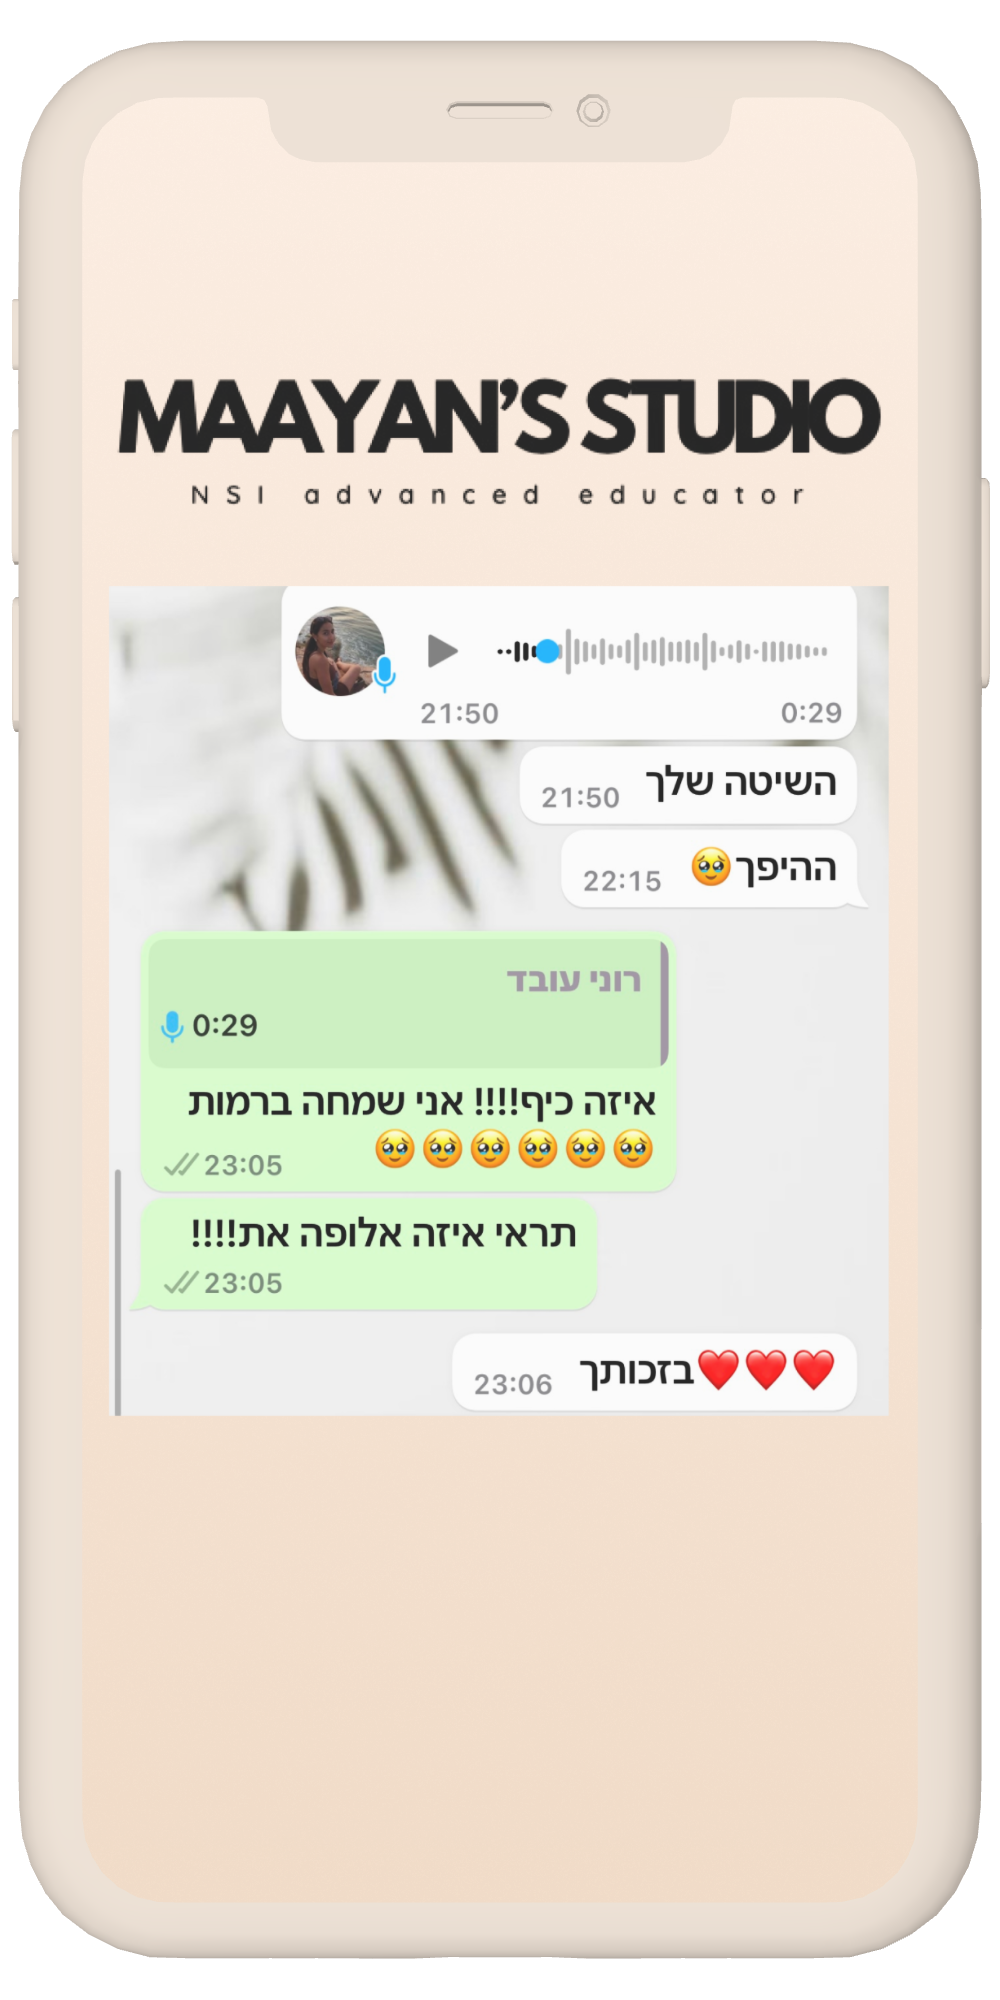 MAAYAN'S STUDIO
NSI advanced educator
21:50 0:29
השיטה שלך 21:50
ההיפך🥹 22:15
רוני עובד
0:29
איזה כיף!!!! אני שמחה ברמות
🥹🥹🥹🥹🥹🥹 23:05
תראי איזה אלופה את!!!!
23:05
❤️❤️❤️בזכותך 23:06